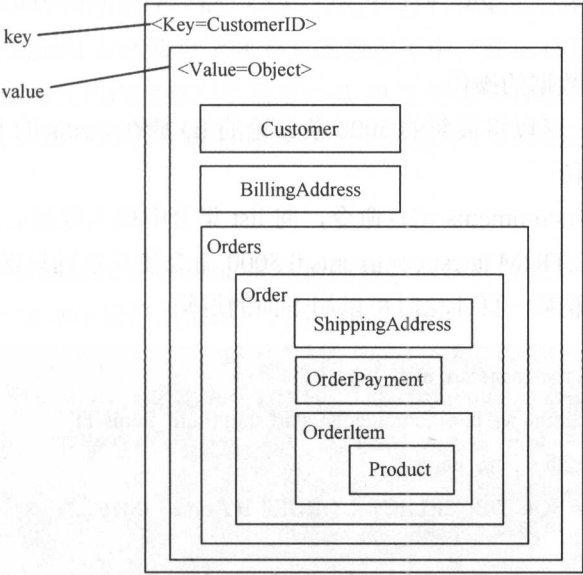 key
<Key=CustomerID>
value
<Value=Object>
Customer
BillingAddress
Orders
Order
ShippingAddress
OrderPayment
OrderItem
Product